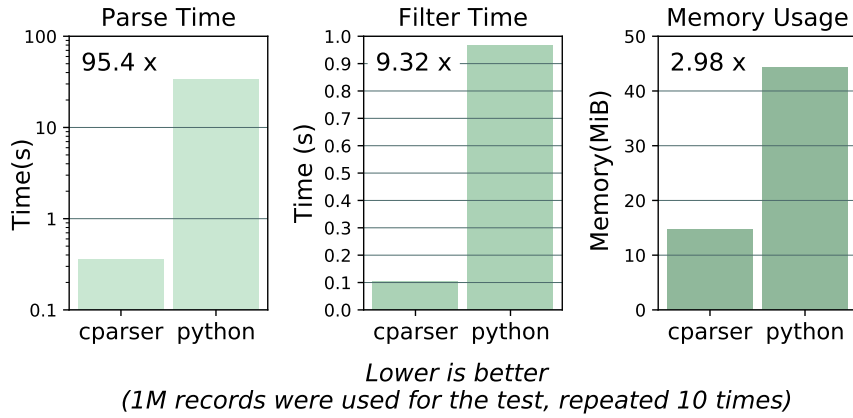 Parse Time
Filter Time
Memory Usage
100
10
1
0.1
Time(s)
95.4 x
cparser
python
1.0
0.9
0.8
0.7
0.6
0.5
0.4
0.3
0.2
0.1
0.0
Time (s)
9.32 x
cparser
python
50
40
30
20
10
0
Memory(MiB)
2.98 x
cparser
python
Lower is better
(1M records were used for the test, repeated 10 times)